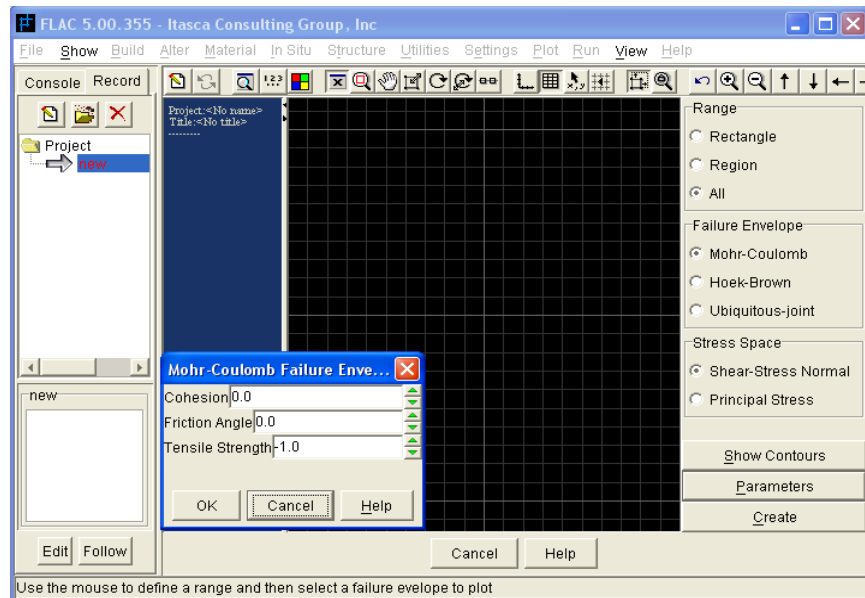 FLAC 5.00.355 - Itasca Consulting Group, Inc
File Show Build Alter Material In Situ Structure Utilities Settings Plot Run View Help
Console Record
1.2.3
x,y
Project:<No name>
Title:<No title>
---------
Project
new
Range
Rectangle
Region
All
Failure Envelope
Mohr-Coulomb
Hoek-Brown
Ubiquitous-joint
Stress Space
Shear-Stress Normal
Principal Stress
Show Contours
Parameters
Create
Mohr-Coulomb Failure Enve...
Cohesion 0.0
Friction Angle 0.0
Tensile Strength -1.0
OK Cancel Help
new
Edit Follow
Cancel Help
Use the mouse to define a range and then select a failure evelope to plot